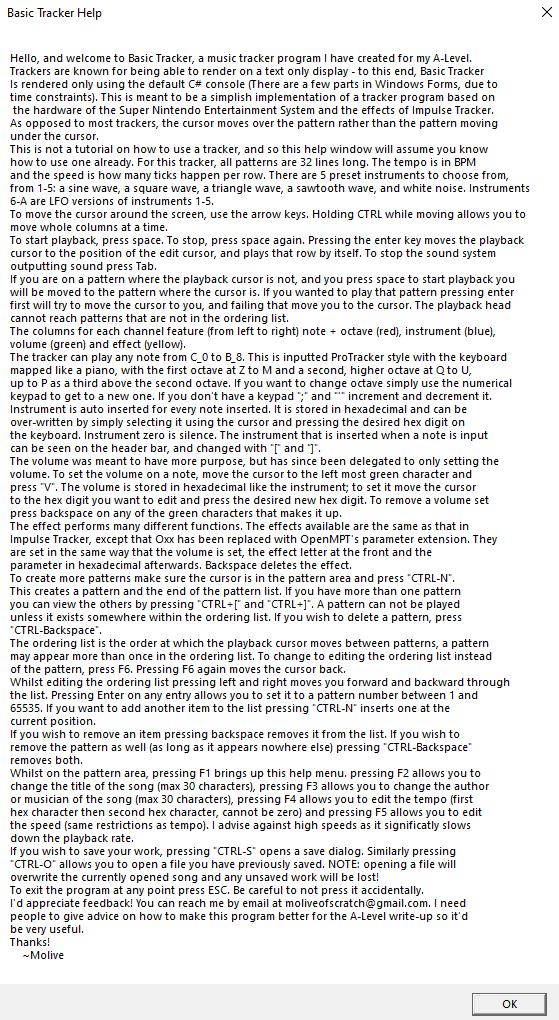 Basic Tracker Help
Hello, and welcome to Basic Tracker, a music tracker program I have created for my A-Level.
Trackers are known for being able to render on a text only display - to this end, Basic Tracker
Is rendered only using the default C# console (There are a few parts in Windows Forms, due to
time constraints). This is meant to be a simplish implementation of a tracker program based on
the hardware of the Super Nintendo Entertainment System and the effects of Impulse Tracker.
As opposed to most trackers, the cursor moves over the pattern rather than the pattern moving
under the cursor.
This is not a tutorial on how to use a tracker, and so this help window will assume you know
how to use one already. For this tracker, all patterns are 32 lines long. The tempo is in BPM
and the speed is how many ticks happen per row. There are 5 preset instruments to choose from,
from 1-5: a sine wave, a square wave, a triangle wave, a sawtooth wave, and white noise. Instruments
6-A are LFO versions of instruments 1-5.
To move the cursor around the screen, use the arrow keys. Holding CTRL while moving allows you to
move whole columns at a time.
To start playback, press space. To stop, press space again. Pressing the enter key moves the playback
cursor to the position of the edit cursor, and plays that row by itself. To stop the sound system
outputting sound press Tab.
If you are on a pattern where the playback cursor is not, and you press space to start playback you
will be moved to the pattern where the cursor is. If you wanted to play that pattern pressing enter
first will try to move the cursor to you, and failing that move you to the cursor. The playback head
cannot reach patterns that are not in the ordering list.
The columns for each channel feature (from left to right) note + octave (red), instrument (blue),
volume (green) and effect (yellow).
The tracker can play any note from C_0 to B_8. This is inputted ProTracker style with the keyboard
mapped like a piano, with the first octave at Z to M and a second, higher octave at Q to U,
up to P as a third above the second octave. If you want to change octave simply use the numerical
keypad to get to a new one. If you don't have a keypad ";" and "'" increment and decrement it.
Instrument is auto inserted for every note inserted. It is stored in hexadecimal and can be
over-written by simply selecting it using the cursor and pressing the desired hex digit on
the keyboard. Instrument zero is silence. The instrument that is inserted when a note is input
can be seen on the header bar, and changed with "[" and "]".
The volume was meant to have more purpose, but has since been delegated to only setting the
volume. To set the volume on a note, move the cursor to the left most green character and
press "V". The volume is stored in hexadecimal like the instrument; to set it move the cursor
to the hex digit you want to edit and press the desired new hex digit. To remove a volume set
press backspace on any of the green characters that makes it up.
The effect performs many different functions. The effects available are the same as that in
Impulse Tracker, except that Oxx has been replaced with OpenMPT's parameter extension. They
are set in the same way that the volume is set, the effect letter at the front and the
parameter in hexadecimal afterwards. Backspace deletes the effect.
To create more patterns make sure the cursor is in the pattern area and press "CTRL-N".
This creates a pattern and the end of the pattern list. If you have more than one pattern
you can view the others by pressing "CTRL+[" and "CTRL+]". A pattern can not be played
unless it exists somewhere within the ordering list. If you wish to delete a pattern, press
"CTRL-Backspace".
The ordering list is the order at which the playback cursor moves between patterns, a pattern
may appear more than once in the ordering list. To change to editing the ordering list instead
of the pattern, press F6. Pressing F6 again moves the cursor back.
Whilst editing the ordering list pressing left and right moves you forward and backward through
the list. Pressing Enter on any entry allows you to set it to a pattern number between 1 and
65535. If you want to add another item to the list pressing "CTRL-N" inserts one at the
current position.
If you wish to remove an item pressing backspace removes it from the list. If you wish to
remove the pattern as well (as long as it appears nowhere else) pressing "CTRL-Backspace"
removes both.
Whilst on the pattern area, pressing F1 brings up this help menu. pressing F2 allows you to
change the title of the song (max 30 characters), pressing F3 allows you to change the author
or musician of the song (max 30 characters), pressing F4 allows you to edit the tempo (first
hex character then second hex character, cannot be zero) and pressing F5 allows you to edit
the speed (same restrictions as tempo). I advise against high speeds as it significatly slows
down the playback rate.
If you wish to save your work, pressing "CTRL-S" opens a save dialog. Similarly pressing
"CTRL-O" allows you to open a file you have previously saved. NOTE: opening a file will
overwrite the currently opened song and any unsaved work will be lost!
To exit the program at any point press ESC. Be careful to not press it accidentally.
I'd appreciate feedback! You can reach me by email at moliveofscratch@gmail.com. I need
people to give advice on how to make this program better for the A-Level write-up so it'd
be very useful.
Thanks!
~Molive
OK